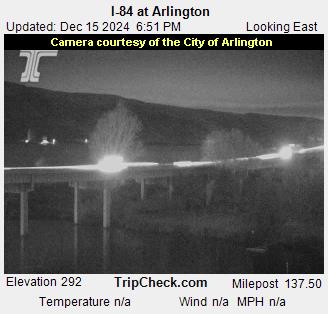 I-84 at Arlington
Updated: Dec 15 2024 6:51 PM Looking East
Camera courtesy of the City of Arlington
Elevation 292 TripCheck.com Milepost 137.50
Temperature n/a Wind n/a MPH n/a